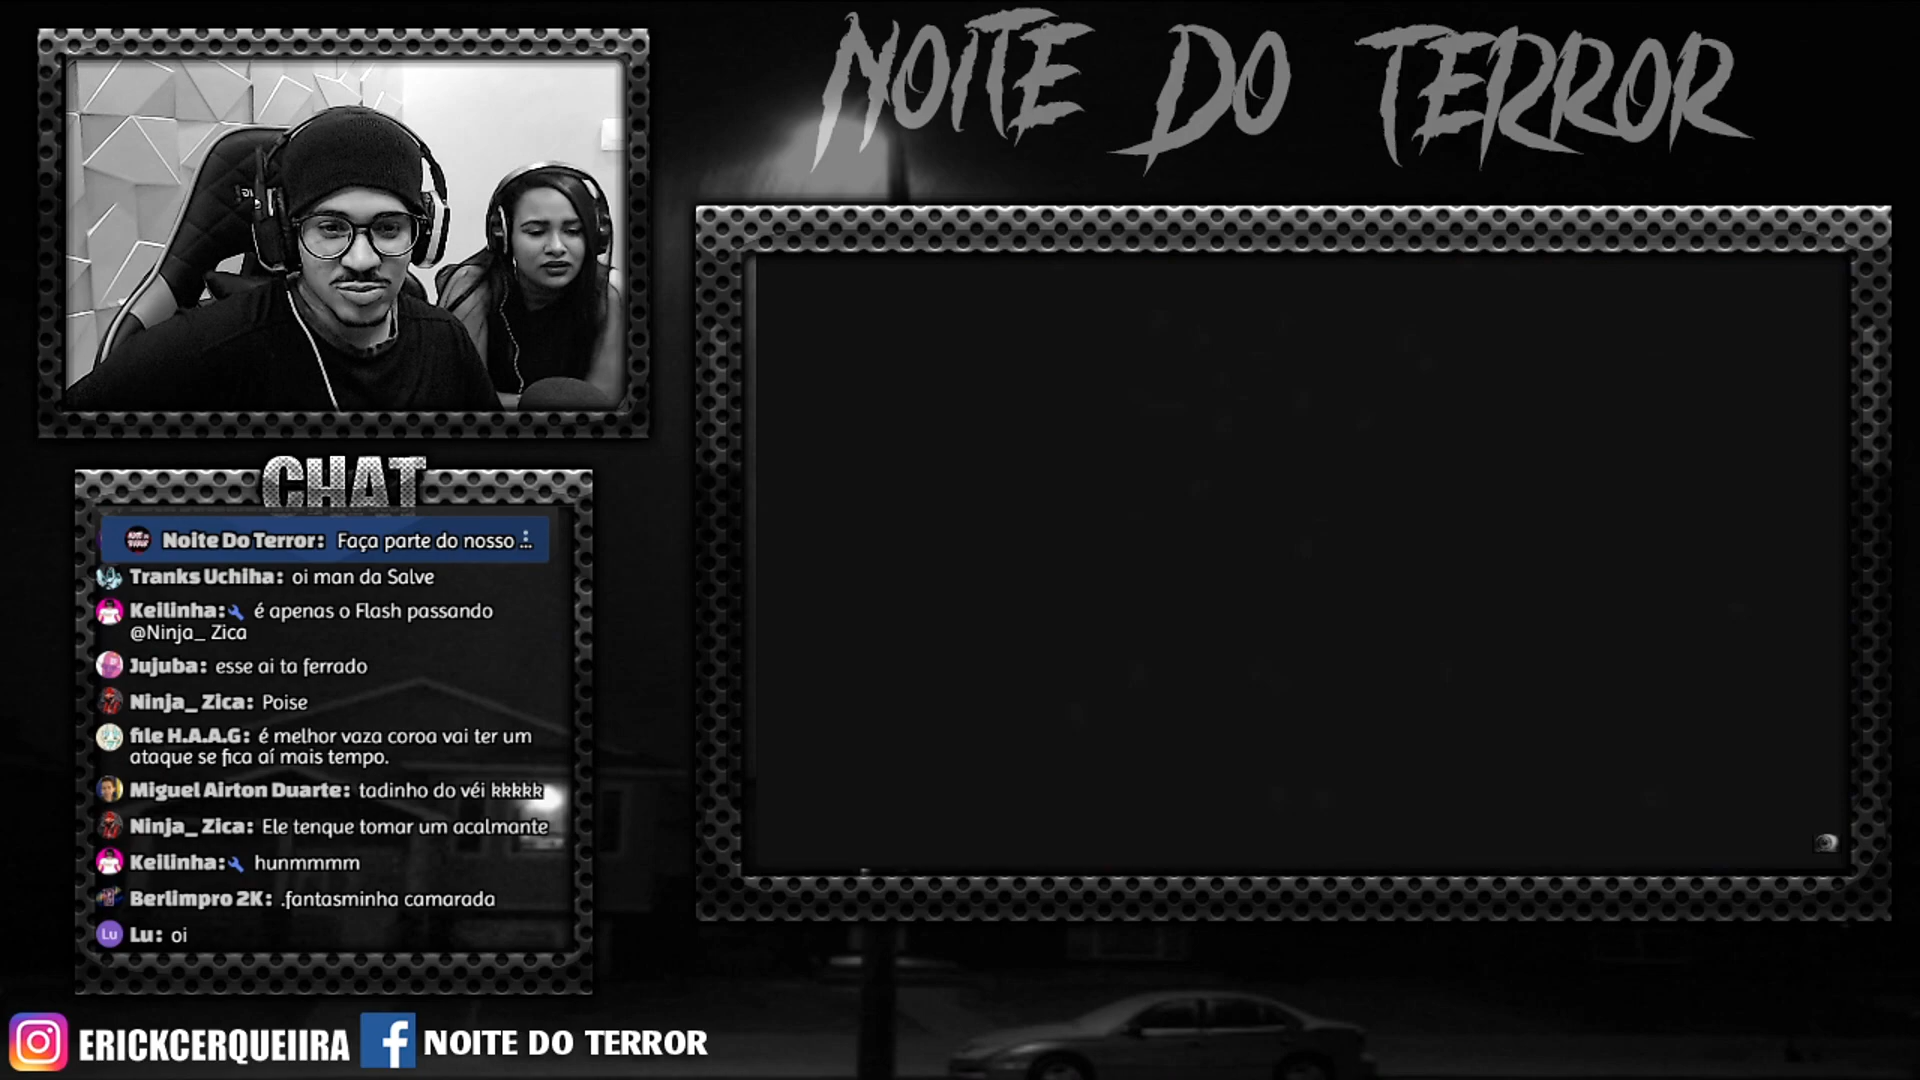 NOITE DO TERROR
CHAT
Noite Do Terror: Faça parte do nosso ...
Tranks Uchiha: oi man da Salve
Keilinha: é apenas o Flash passando
@Ninja_ Zica
Jujuba: esse ai ta ferrado
Ninja_ Zica: Poise
file H.A.A.G: é melhor vaza coroa vai ter um
ataque se fica aí mais tempo.
Miguel Airton Duarte: tadinho do véi kkkkk
Ninja_ Zica: Ele tenque tomar um acalmante
Keilinha: hunmmmm
Berlimpro 2K: .fantasminha camarada
Lu Lu: oi
ERICKCERQUEIIRA f NOITE DO TERROR